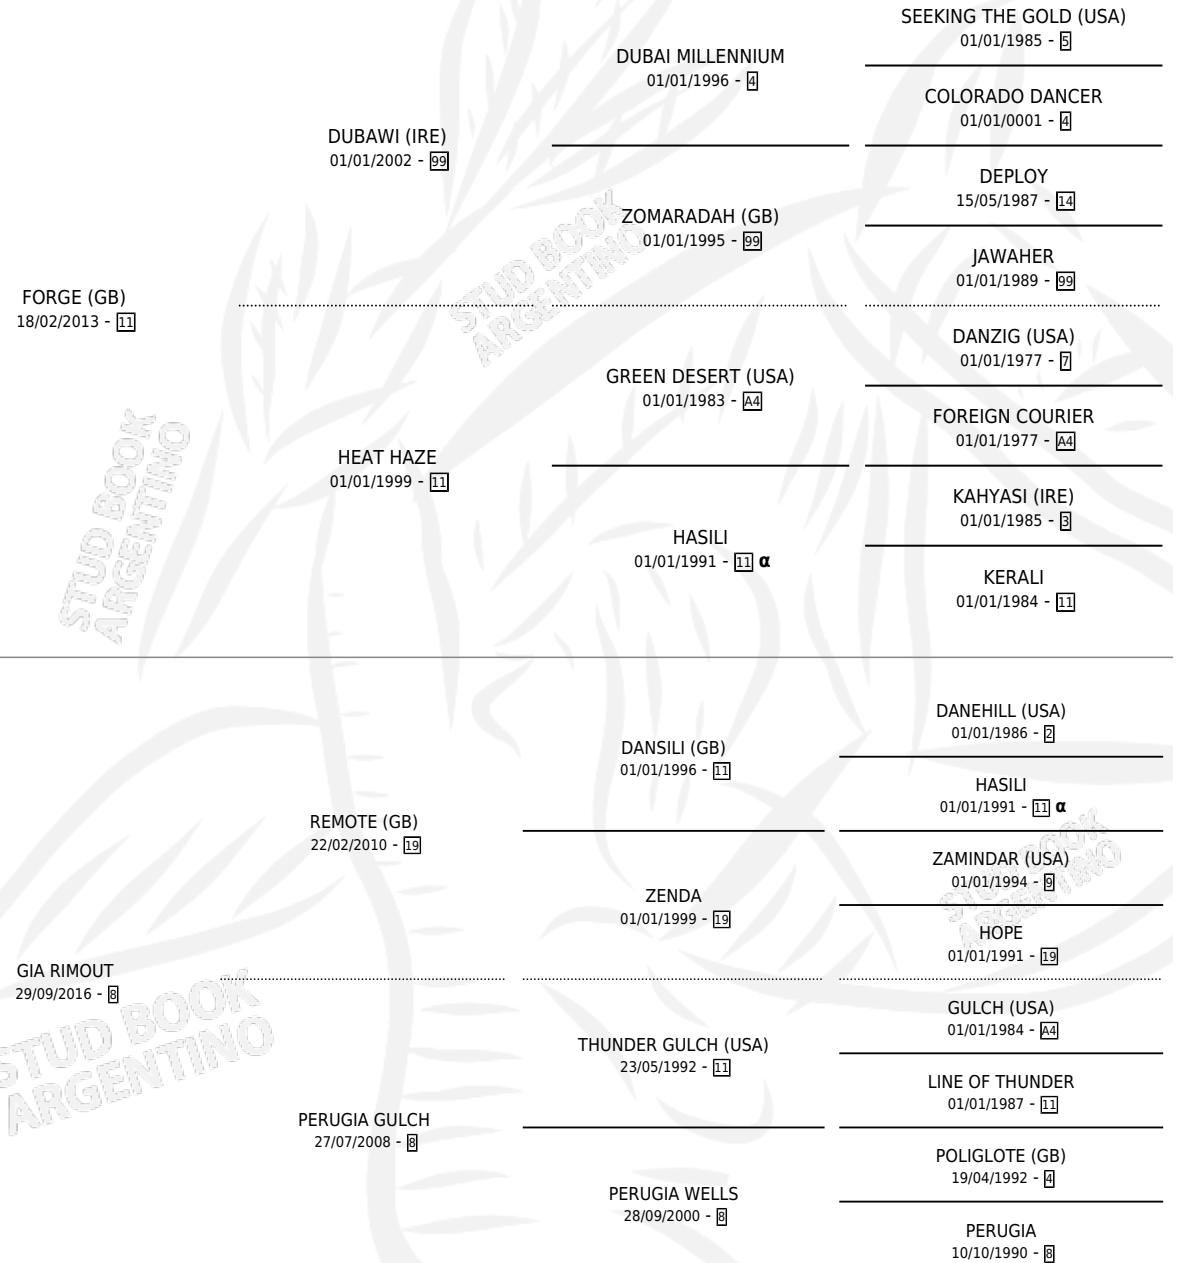 SEEKING THE GOLD (USA)
01/01/1985 - 5
DUBAI MILLENNIUM
01/01/1996 - 4
COLORADO DANCER
01/01/0001 - 4
DUBAWI (IRE)
01/01/2002 - 99
DEPLOY
15/05/1987 - 14
ZOMARADAH (GB)
01/01/1995 - 99
JAWAHER
01/01/1989 - 99
STUD BOOK
ARGENTINO
FORGE (GB)
18/02/2013 - 11
DANZIG (USA)
01/01/1977 - 7
GREEN DESERT (USA)
01/01/1983 - A4
FOREIGN COURIER
01/01/1977 - A4
HEAT HAZE
01/01/1999 - 11
KAHYASI (IRE)
01/01/1985 - 3
HASILI
01/01/1991 - 11 α
KERALI
01/01/1984 - 11
STUD BOOK
ARGENTINO
DANEHILL (USA)
01/01/1986 - 2
DANSILI (GB)
01/01/1996 - 11
HASILI
01/01/1991 - 11 α
REMOTE (GB)
22/02/2010 - 19
ZAMINDAR (USA)
01/01/1994 - 9
ZENDA
01/01/1999 - 19
HOPE
01/01/1991 - 19
STUD BOOK
ARGENTINO
GIA RIMOUT
29/09/2016 - 8
GULCH (USA)
01/01/1984 - A4
THUNDER GULCH (USA)
23/05/1992 - 11
LINE OF THUNDER
01/01/1987 - 11
STUD BOOK
ARGENTINO
PERUGIA GULCH
27/07/2008 - 8
POLIGLOTE (GB)
19/04/1992 - 4
PERUGIA WELLS
28/09/2000 - 8
PERUGIA
10/10/1990 - 8